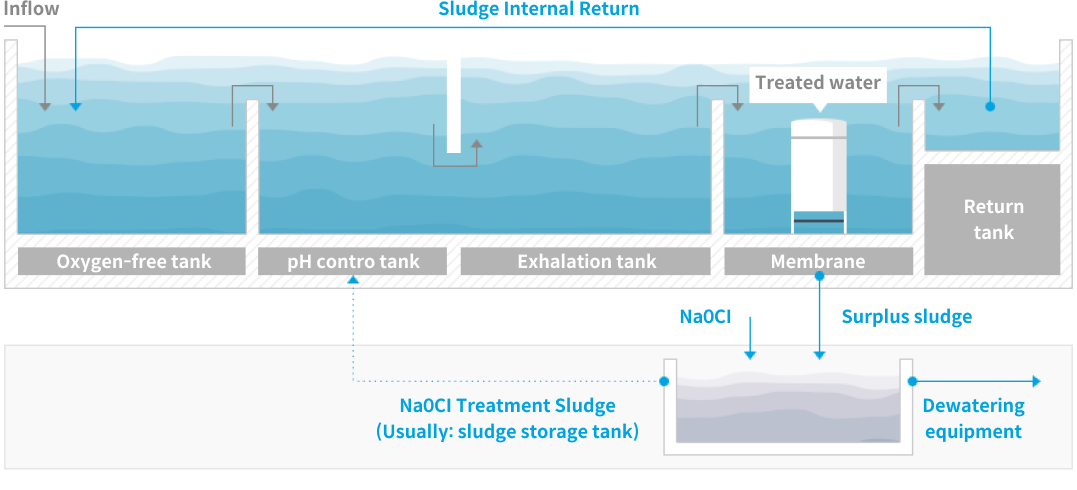 Inflow
Sludge Internal Return
Treated water
Oxygen-free tank
pH contro tank
Exhalation tank
Membrane
Return
tank
Na0CI
Surplus sludge
Na0CI Treatment Sludge
(Usually: sludge storage tank)
Dewatering
equipment